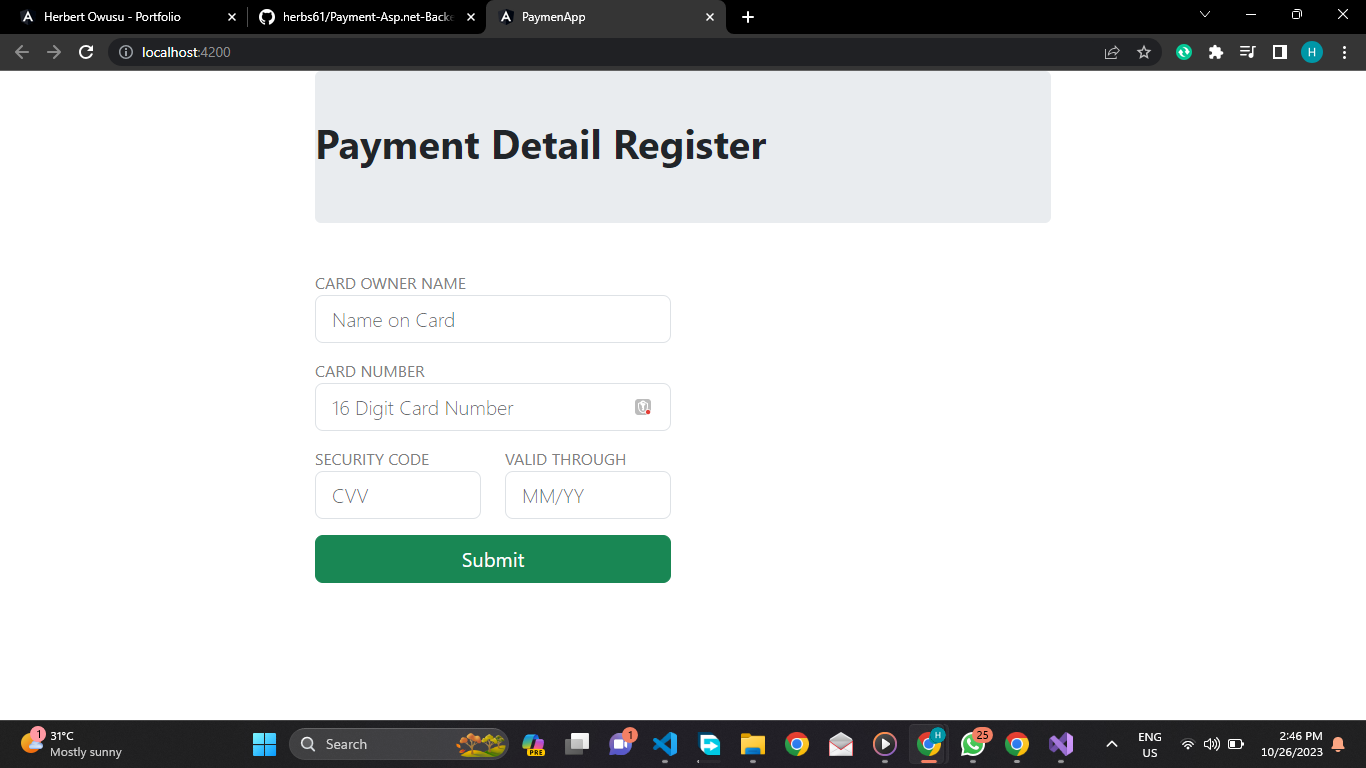 Herbert Owusu - Portfolio
herbs61/Payment-Asp.net-Backe
PaymenApp
localhost:4200
H
Payment Detail Register
CARD OWNER NAME
Name on Card
CARD NUMBER
16 Digit Card Number
SECURITY CODE
VALID THROUGH
CVV
MM/YY
Submit
1
31°C
Mostly sunny
Search
PRE
1
H
25
ENG
US
2:46 PM
10/26/2023